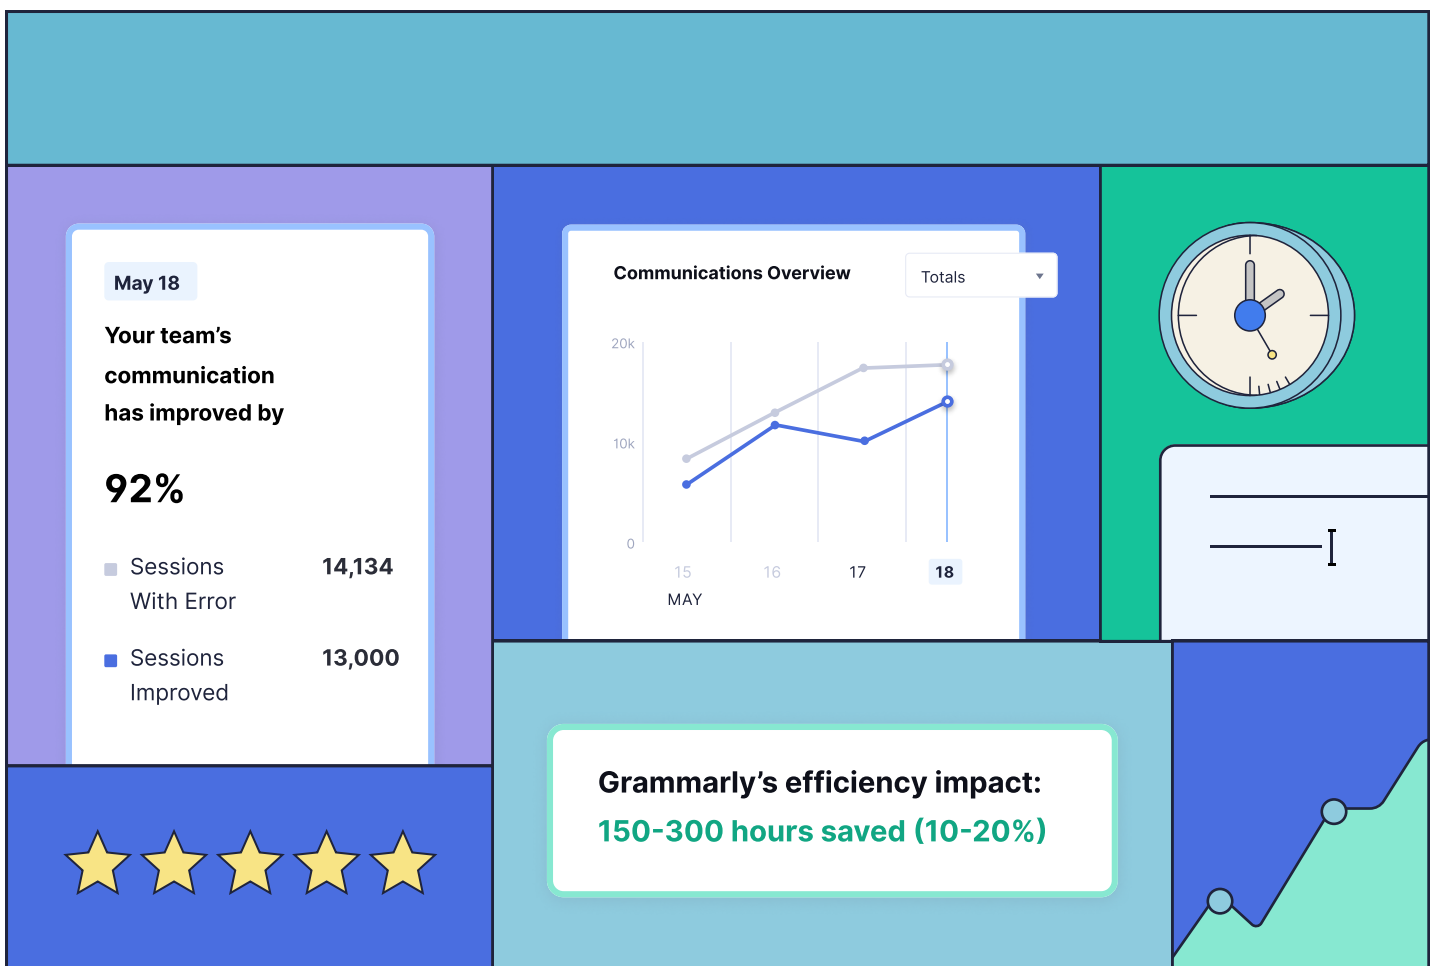 May 18
Your team’s
communication
has improved by
92%
Sessions
With Error
14,134
Sessions
Improved
13,000
Communications Overview
Totals
20k
10k
0
15
16
17
18
MAY
Grammarly’s efficiency impact:
150-300 hours saved (10-20%)